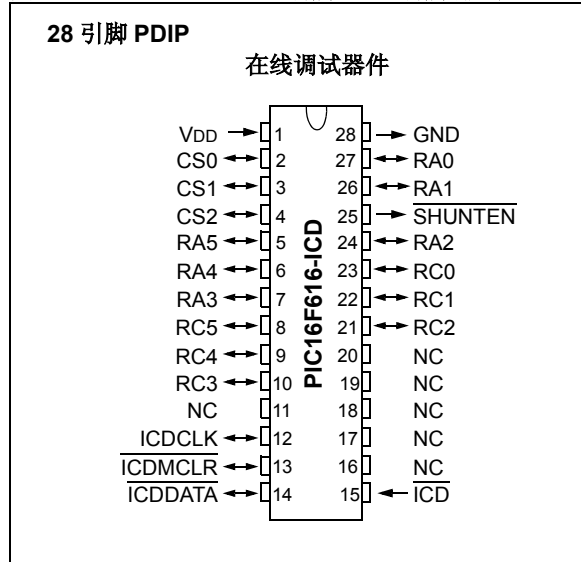 28 引脚 PDIP
在线调试器件
VDD 1 28 GND
CS0 2 27 RA0
CS1 3 26 RA1
CS2 4 25 SHUNTEN
RA5 5 24 RA2
RA4 6 23 RC0
RA3 7 22 RC1
RC5 8 21 RC2
RC4 9 20 NC
RC3 10 19 NC
NC 11 18 NC
ICDCLK 12 17 NC
ICDMCLR 13 16 NC
ICDDATA 14 15 ICD
PIC16F616-ICD